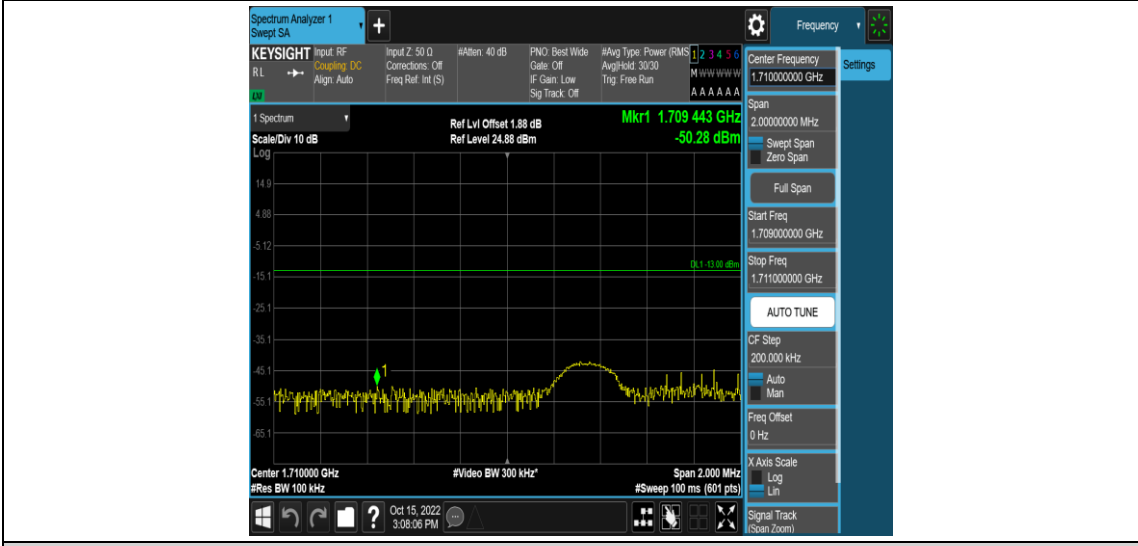 Spectrum Analyzer 1
Swept SA
+
Frequency
KEYSIGHT
Input: RF
Coupling: DC
Align: Auto
R L
Input Z: 50 Ω
Corrections: Off
Freq Ref: Int (S)
#Atten: 40 dB
PNO: Best Wide
Gate: Off
IF Gain: Low
Sig Track: Off
#Avg Type: Power (RMS
Avg|Hold: 30/30
Trig: Free Run
1 2 3 4 5 6
M W W W W W
A A A A A A
1 Spectrum
Scale/Div 10 dB
Log
Ref Lvl Offset 1.88 dB
Ref Level 24.88 dBm
Mkr1 1.709 443 GHz
-50.28 dBm
14.9
4.88
-5.12
-15.1
-25.1
-35.1
-45.1
-55.1
-65.1
DL1 -13.00 dBm
1
Center 1.710000 GHz
#Res BW 100 kHz
#Video BW 300 kHz*
Span 2.000 MHz
#Sweep 100 ms (601 pts)
Oct 15, 2022
3:08:06 PM
?
Center Frequency
1.710000000 GHz
Settings
Span
2.00000000 MHz
Swept Span
Zero Span
Full Span
Start Freq
1.709000000 GHz
Stop Freq
1.711000000 GHz
AUTO TUNE
CF Step
200.000 kHz
Auto
Man
Freq Offset
0 Hz
X Axis Scale
Log
Lin
Signal Track
(Span Zoom)